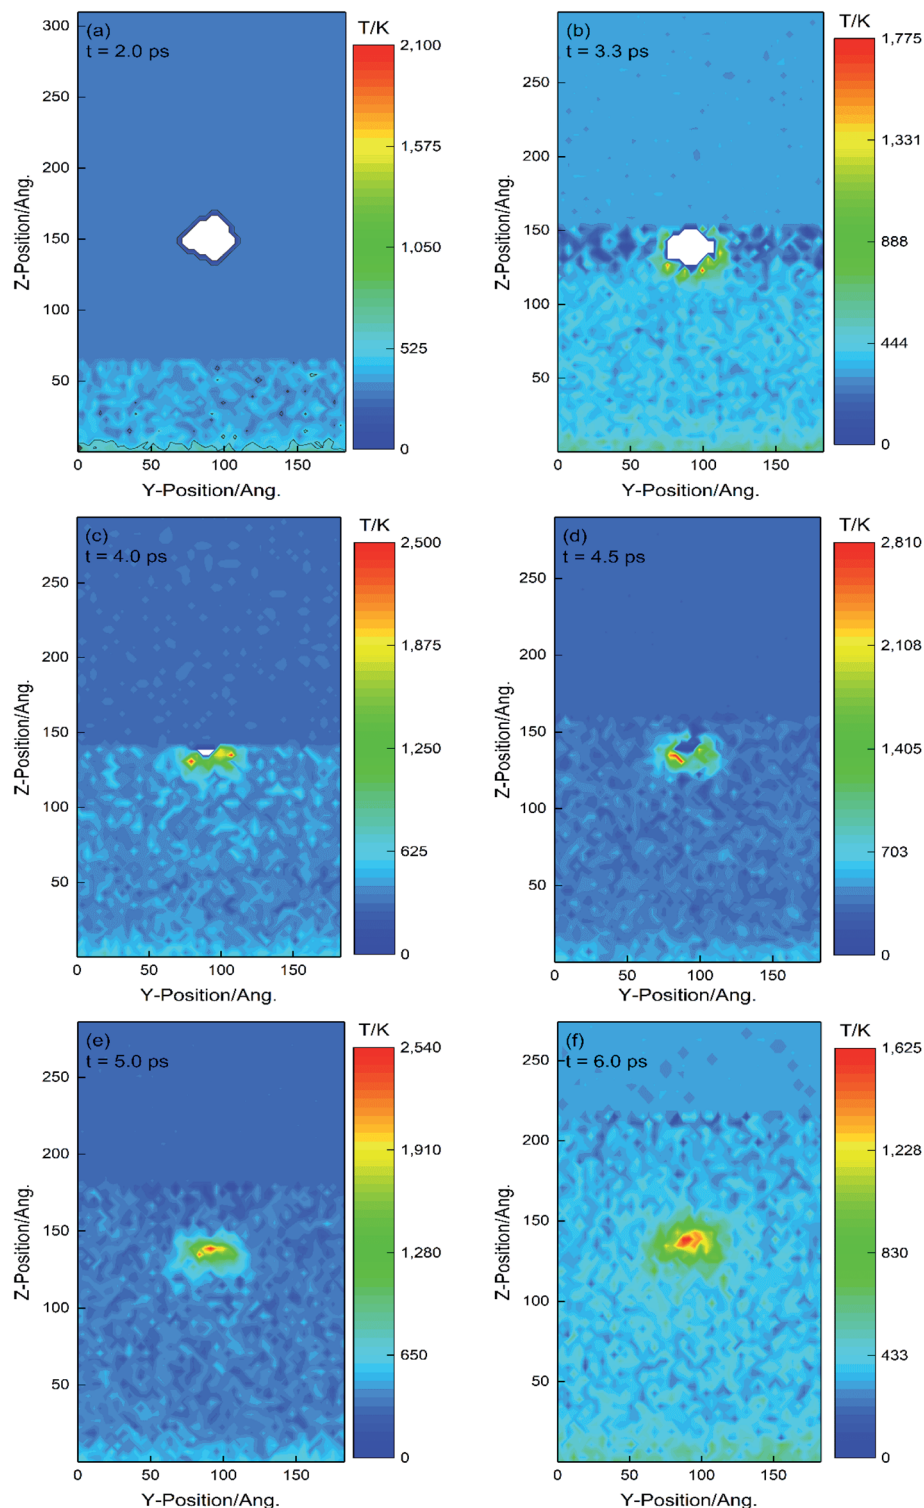 (a)
t = 2.0 ps
T/K
2,100
1,575
1,050
525
0
300
250
200
150
100
50
0 50 100 150
Z-Position/Ang.
Y-Position/Ang.
(b)
t = 3.3 ps
T/K
1,775
1,331
888
444
0
250
200
150
100
50
0 50 100 150
Z-Position/Ang.
Y-Position/Ang.
(c)
t = 4.0 ps
T/K
2,500
1,875
1,250
625
0
250
200
150
100
50
0 50 100 150
Z-Position/Ang.
Y-Position/Ang.
(d)
t = 4.5 ps
T/K
2,810
2,108
1,405
703
0
250
200
150
100
50
0 50 100 150
Z-Position/Ang.
Y-Position/Ang.
(e)
t = 5.0 ps
T/K
2,540
1,910
1,280
650
0
250
200
150
100
50
0 50 100 150
Z-Position/Ang.
Y-Position/Ang.
(f)
t = 6.0 ps
T/K
1,625
1,228
830
433
0
250
200
150
100
50
0 50 100 150
Z-Position/Ang.
Y-Position/Ang.